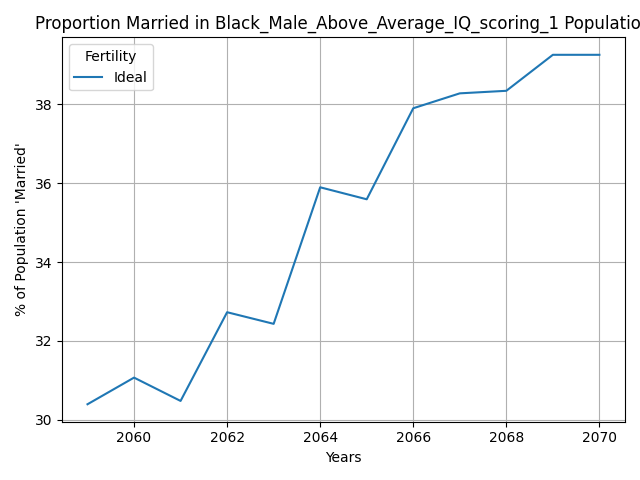 Proportion Married in Black_Male_Above_Average_IQ_scoring_1 Populatio
Fertility
Ideal
% of Population 'Married'
38
36
34
32
30
2060 2062 2064 2066 2068 2070
Years